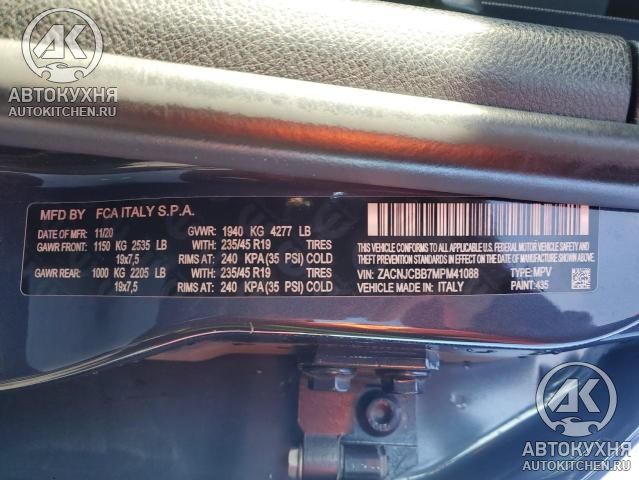 AK
АВТОКУХНЯ
AUTOKITCHEN.RU
MFD BY FCA ITALY S.P.A.
DATE OF MFR: 11/20 GVWR: 1940 KG 4277 LB
GAWR FRONT: 1150 KG 2535 LB WITH: 235/45 R19 TIRES
19x7,5 RIMS AT: 240 KPA (35 PSI) COLD
GAWR REAR: 1000 KG 2205 LB WITH: 235/45 R19 TIRES
19x7,5 RIMS AT: 240 KPA (35 PSI) COLD
THIS VEHICLE CONFORMS TO ALL APPLICABLE
FEDERAL MOTOR VEHICLE SAFETY, BUMPER
AND THEFT PREVENTION STANDARDS IN EFFECT
ON THE DATE OF MANUFACTURE SHOWN ABOVE
VIN: ZACNJCBB7MPM41088 TYPE: MPV
VEHICLE MADE IN: ITALY PAINT: 435
AK
АВТОКУХНЯ
AUTOKITCHEN.RU